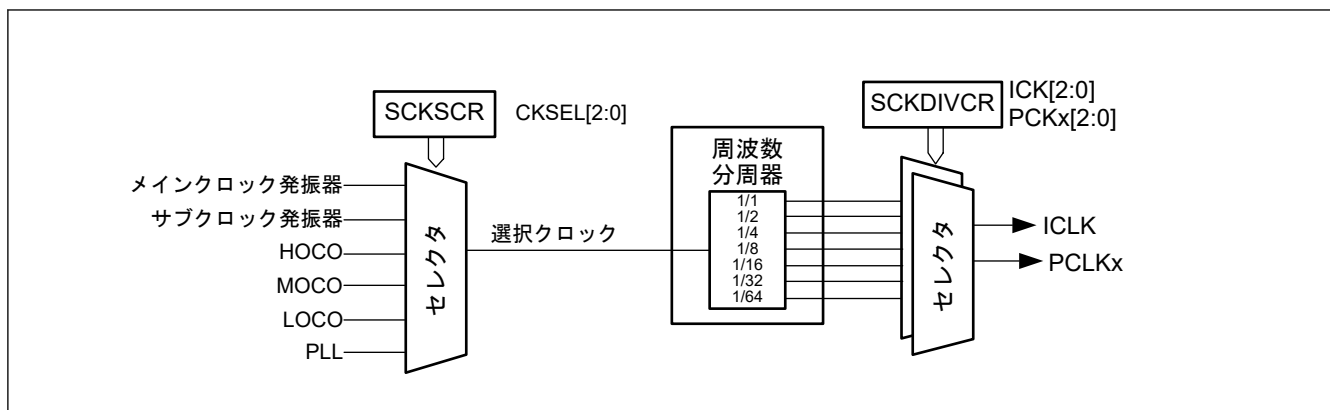 SCKSCR
CKSEL[2:0]
メインクロック発振器
サブクロック発振器
HOCO
MOCO
LOCO
PLL
セレクタ
選択クロック
周波数
分周器
1/1
1/2
1/4
1/8
1/16
1/32
1/64
SCKDIVCR
ICK[2:0]
PCKx[2:0]
セレクタ
ICLK
PCLKx